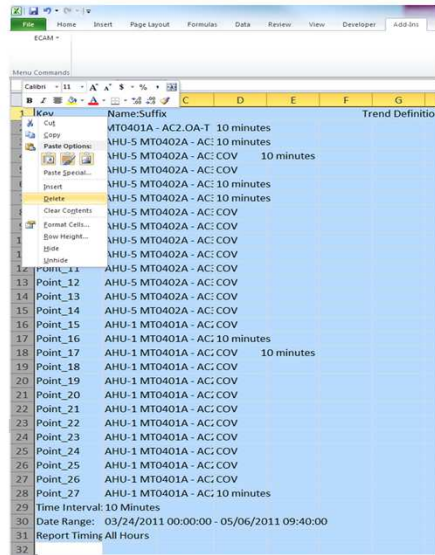 File Home Insert Page Layout Formulas Data Review View Developer Add-Ins
ECAM
Menu Commands
Calibri 11 A A $ % ,
B I A
C D E F G
1 Key Name:Suffix Trend Definitio
Cut MT0401A - AC2.OA-T 10 minutes
Copy AHU-5 MT0402A - AC 10 minutes
Paste Options: AHU-5 MT0402A - AC COV 10 minutes
AHU-5 MT0402A - AC COV
Paste Special... AHU-5 MT0402A - AC 10 minutes
Insert AHU-5 MT0402A - AC 10 minutes
Delete AHU-5 MT0402A - AC COV
Clear Contents AHU-5 MT0402A - AC COV
Format Cells... AHU-5 MT0402A - AC COV
Row Height... AHU-5 MT0402A - AC COV
Hide
Unhide
12 Point_11 AHU-5 MT0402A - AC COV
13 Point_12 AHU-5 MT0402A - AC COV
14 Point_13 AHU-5 MT0402A - AC COV
15 Point_14 AHU-5 MT0402A - AC COV
16 Point_15 AHU-1 MT0401A - AC COV
17 Point_16 AHU-1 MT0401A - AC 10 minutes
18 Point_17 AHU-1 MT0401A - AC COV 10 minutes
19 Point_18 AHU-1 MT0401A - AC COV
20 Point_19 AHU-1 MT0401A - AC COV
21 Point_20 AHU-1 MT0401A - AC COV
22 Point_21 AHU-1 MT0401A - AC COV
23 Point_22 AHU-1 MT0401A - AC COV
24 Point_23 AHU-1 MT0401A - AC COV
25 Point_24 AHU-1 MT0401A - AC COV
26 Point_25 AHU-1 MT0401A - AC COV
27 Point_26 AHU-1 MT0401A - AC COV
28 Point_27 AHU-1 MT0401A - AC 10 minutes
29 Time Interval: 10 Minutes
30 Date Range: 03/24/2011 00:00:00 - 05/06/2011 09:40:00
31 Report Timing All Hours
32